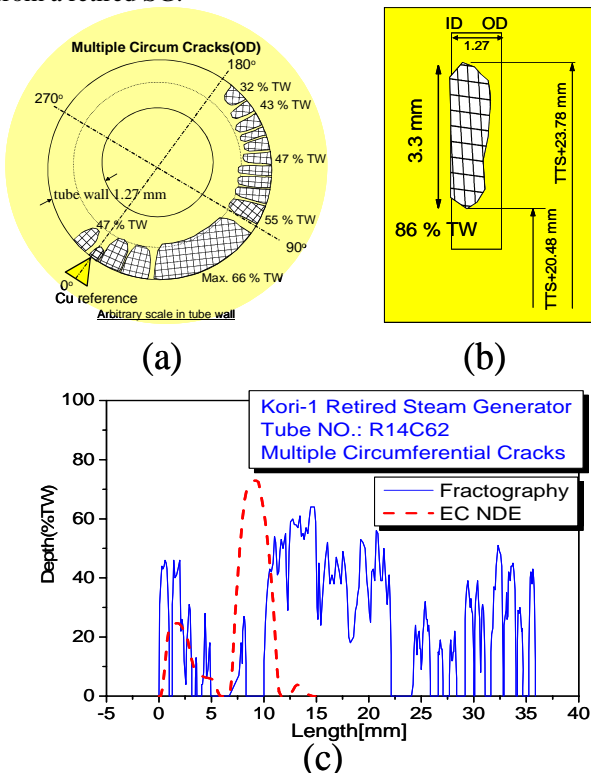 from a retired SG.
Multiple Circum Cracks(OD)
180°
32 % TW
43 % TW
270°
47 % TW
tube wall 1.27 mm
47 % TW
55 % TW
90°
Max. 66 % TW
0°
Cu reference
Arbitrary scale in tube wall
(a)
ID OD
1.27
3.3 mm
86 % TW
TTS+23.78 mm
TTS+20.48 mm
(b)
100
80
60
40
20
0
Depth(%TW)
Kori-1 Retired Steam Generator
Tube NO.: R14C62
Multiple Circumferential Cracks
Fractography
EC NDE
-5 0 5 10 15 20 25 30 35 40
Length[mm]
(c)